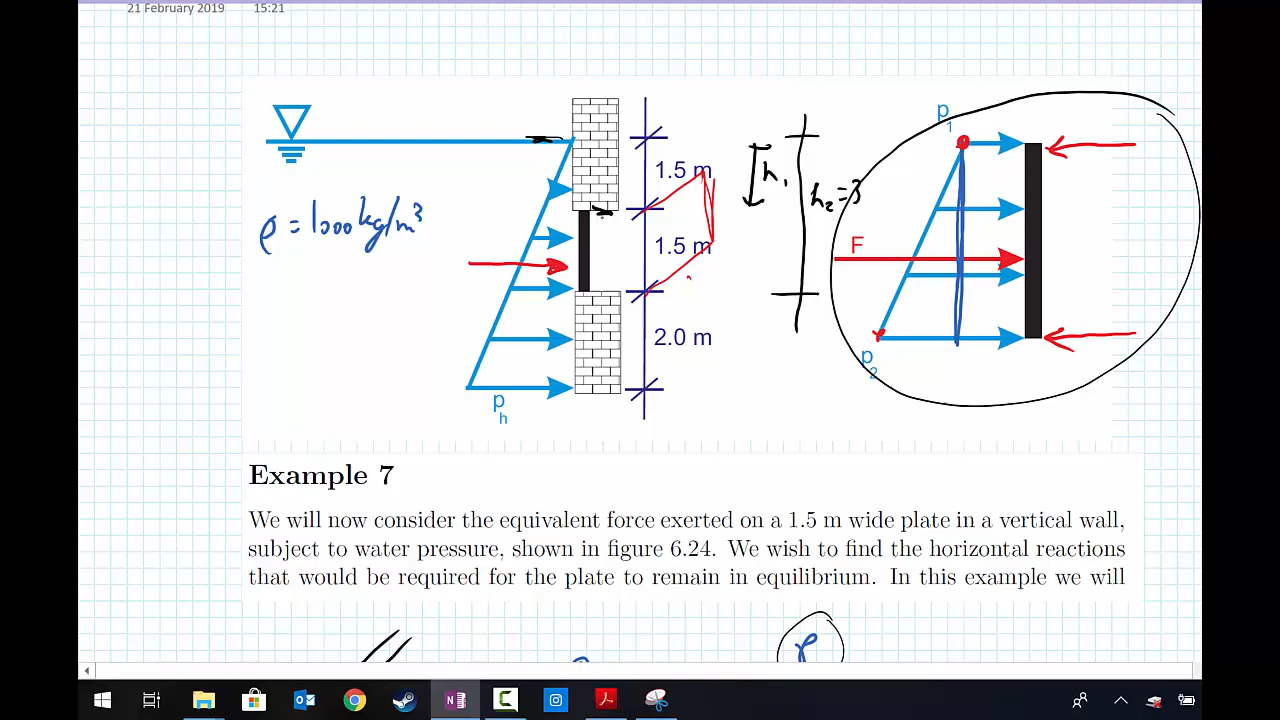 21 February 2019 15:21
1.5 m
1.5 m
2.0 m
p
h
ρ = 1000 kg/m³
h₁
h₂ = 3
p
1
F
p
2
Example 7
We will now consider the equivalent force exerted on a 1.5 m wide plate in a vertical wall,
subject to water pressure, shown in figure 6.24. We wish to find the horizontal reactions
that would be required for the plate to remain in equilibrium. In this example we will